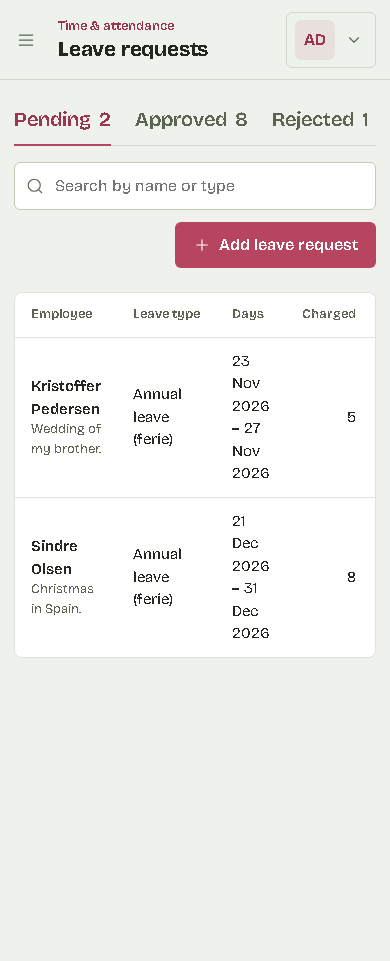 Time & attendance
Leave requests
AD
Pending 2
Approved 8
Rejected 1
Search by name or type
Add leave request
Employee Leave type Days Charged
Kristoffer
Pedersen
Wedding of
my brother.
Annual
leave
(ferie)
23
Nov
2026
– 27
Nov
2026
5
Sindre
Olsen
Christmas
in Spain.
Annual
leave
(ferie)
21
Dec
2026
– 31
Dec
2026
8